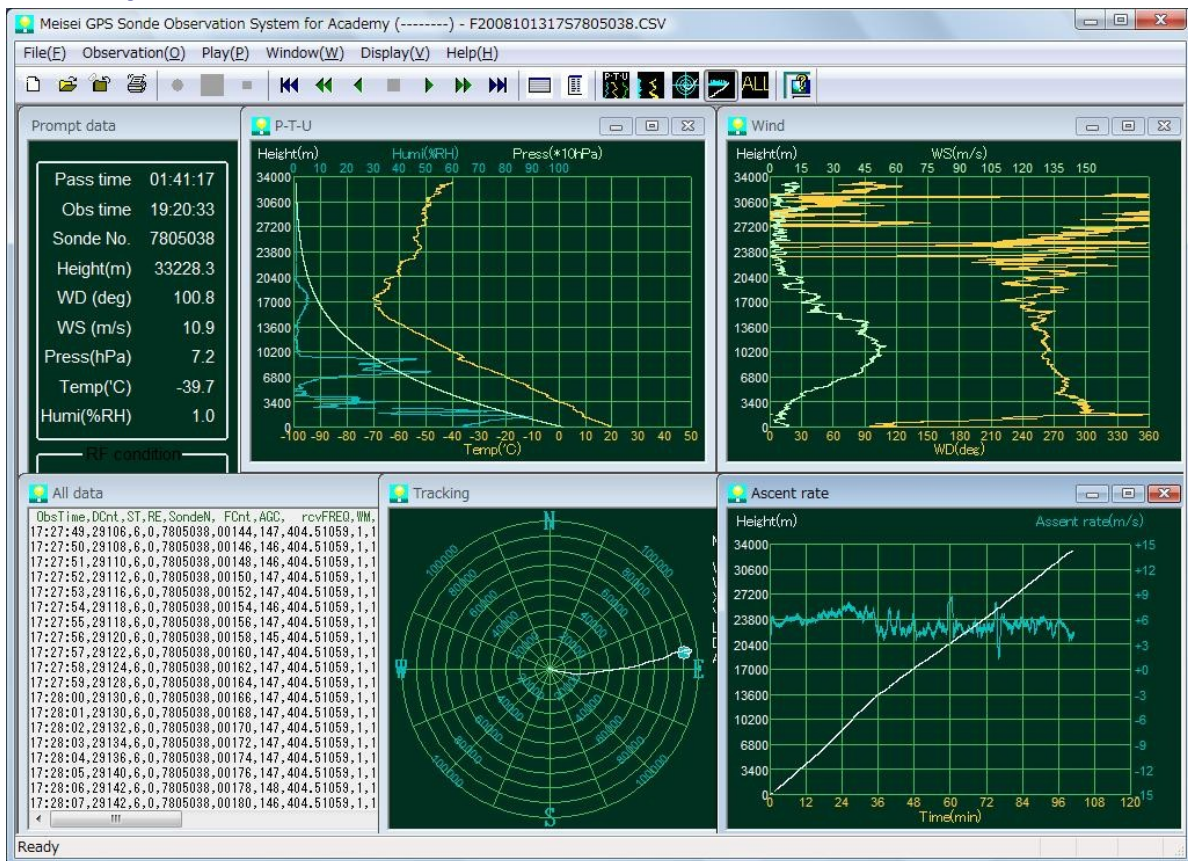 Meisei GPS Sonde Observation System for Academy (--------) - F2008101317S7805038.CSV
File(F) Observation(O) Play(P) Window(W) Display(V) Help(H)
P-T-U
ALL
Prompt data
Pass time 01:41:17
Obs time 19:20:33
Sonde No. 7805038
Height(m) 33228.3
WD (deg) 100.8
WS (m/s) 10.9
Press(hPa) 7.2
Temp('C) -39.7
Humi(%RH) 1.0
RF condition
P-T-U
Height(m) Humi(%RH) Press(*10hPa)
0 10 20 30 40 50 60 70 80 90 100
34000
30600
27200
23800
20400
17000
13600
10200
6800
3400
0
-100 -90 -80 -70 -60 -50 -40 -30 -20 -10 0 10 20 30 40 50
Temp('C)
Wind
Height(m) WS(m/s)
0 15 30 45 60 75 90 105 120 135 150
34000
30600
27200
23800
20400
17000
13600
10200
6800
3400
0
0 30 60 90 120 150 180 210 240 270 300 330 360
WD(deg)
All data
ObsTime,DCnt,ST,RE,SondeN, FCnt,AGC, rcvFREQ,WM,
17:27:49,29106,6,0,7805038,00144,147,404.51059,1,1
17:27:50,29108,6,0,7805038,00146,146,404.51059,1,1
17:27:51,29110,6,0,7805038,00148,146,404.51059,1,1
17:27:52,29112,6,0,7805038,00150,147,404.51059,1,1
17:27:53,29116,6,0,7805038,00152,147,404.51059,1,1
17:27:54,29118,6,0,7805038,00154,146,404.51059,1,1
17:27:55,29118,6,0,7805038,00156,147,404.51059,1,1
17:27:56,29120,6,0,7805038,00158,145,404.51059,1,1
17:27:57,29122,6,0,7805038,00160,147,404.51059,1,1
17:27:58,29124,6,0,7805038,00162,147,404.51059,1,1
17:27:59,29128,6,0,7805038,00164,147,404.51059,1,1
17:28:00,29130,6,0,7805038,00166,147,404.51059,1,1
17:28:01,29130,6,0,7805038,00168,147,404.51059,1,1
17:28:02,29132,6,0,7805038,00170,147,404.51059,1,1
17:28:03,29134,6,0,7805038,00172,147,404.51059,1,1
17:28:04,29136,6,0,7805038,00174,147,404.51059,1,1
17:28:05,29140,6,0,7805038,00176,147,404.51059,1,1
17:28:06,29142,6,0,7805038,00178,148,404.51059,1,1
17:28:07,29142,6,0,7805038,00180,146,404.51059,1,1
Tracking
N
100000 100000
80000 80000
60000 60000
40000 40000
20000 20000
W E
20000 20000
40000 40000
60000 60000
80000 80000
100000 100000
S
Ascent rate
Height(m) Assent rate(m/s)
34000 +15
30600 +12
27200 +9
23800 +6
20400 +3
17000 +0
13600 -3
10200 -6
6800 -9
3400 -12
0 -15
0 12 24 36 48 60 72 84 96 108 120
Time(min)
Ready